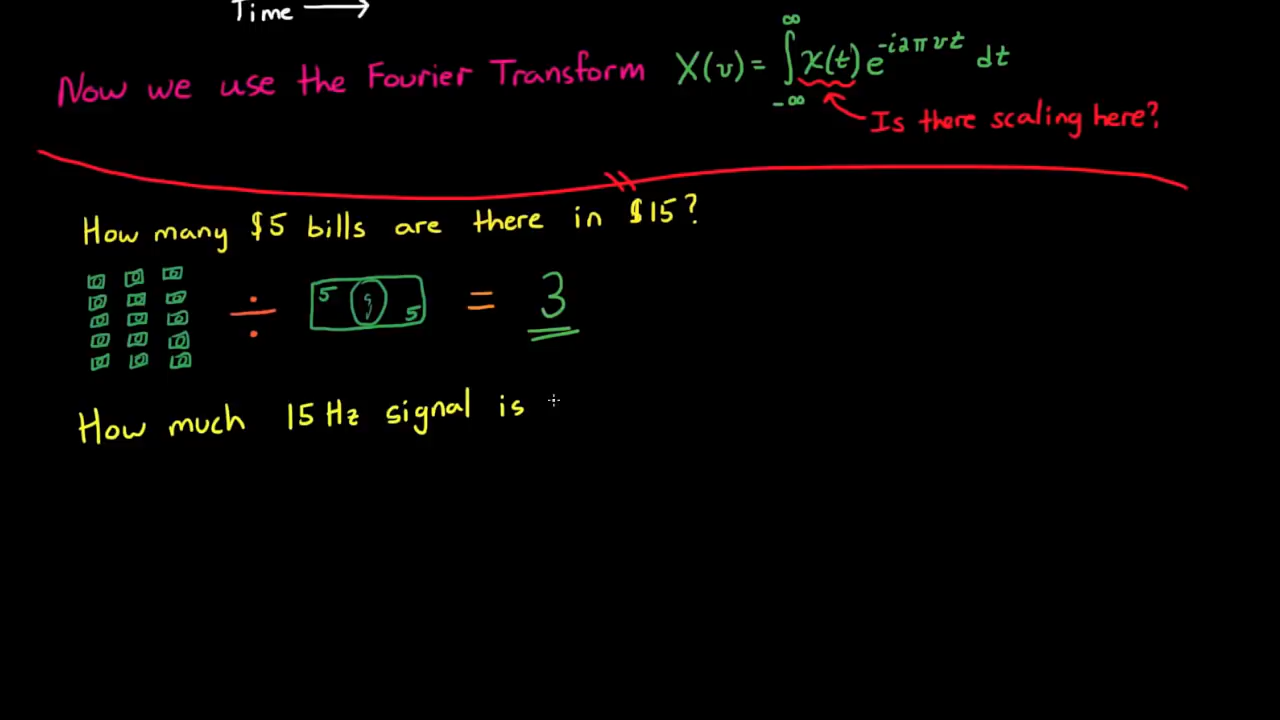 Time →
Now we use the Fourier Transform X(ν) = ∫_{-∞}^{∞} x(t) e^{-i2πνt} dt
Is there scaling here?
How many $5 bills are there in $15?
÷ 5 5 = 3
How much 15 Hz signal is